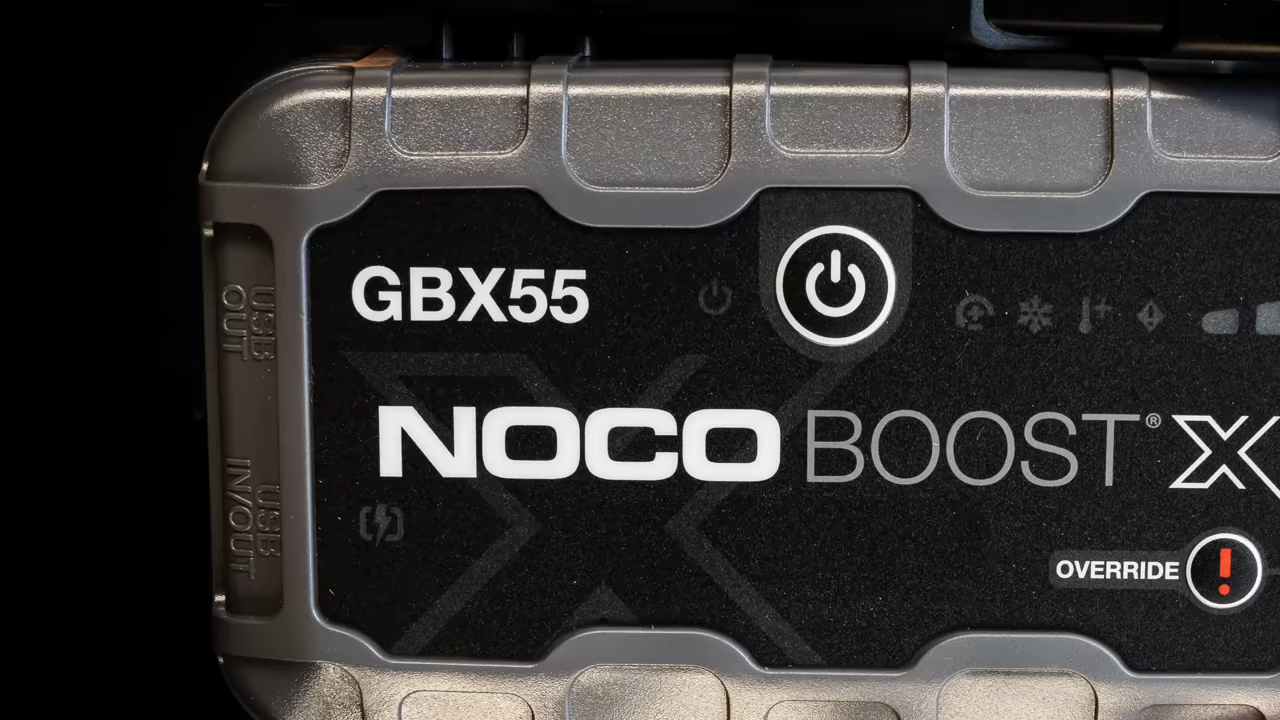 GBX55
NOCO BOOST® X
OVERRIDE
USB
OUT
USB
IN/OUT